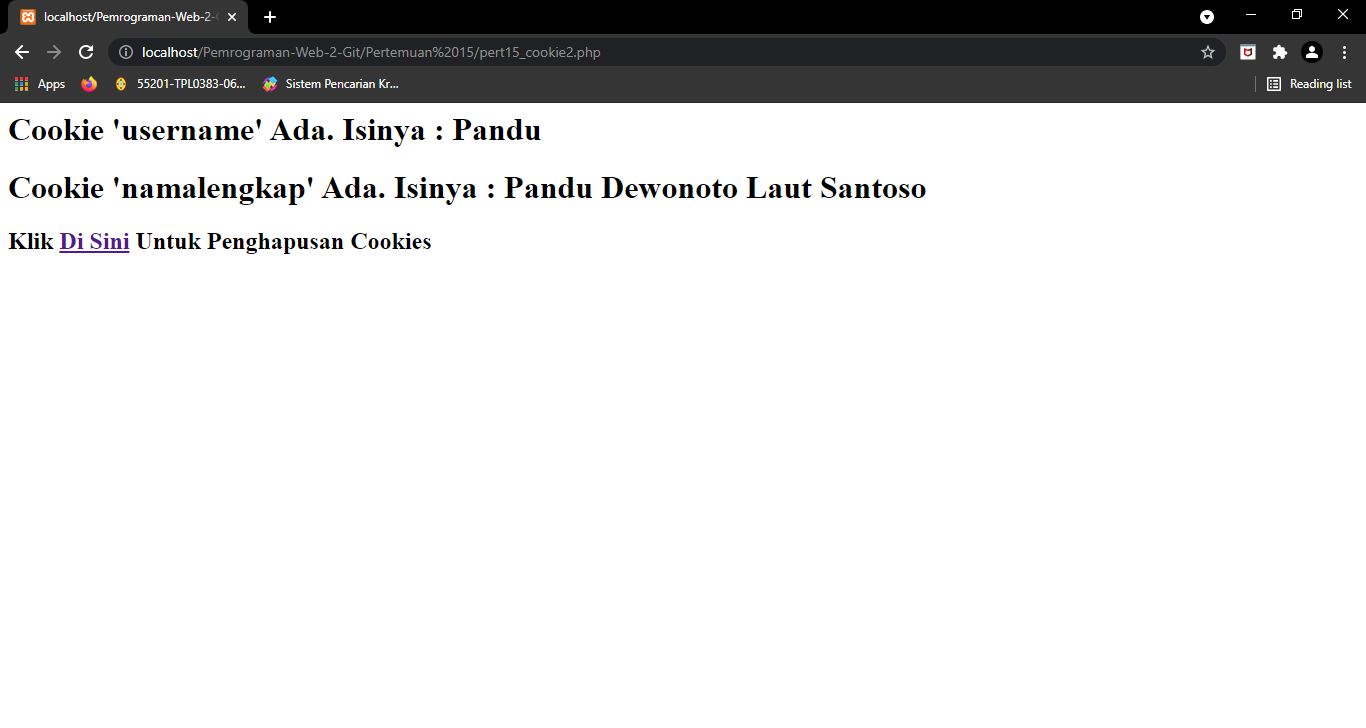 localhost/Pemrograman-Web-2-
localhost/Pemrograman-Web-2-Git/Pertemuan%2015/pert15_cookie2.php
Apps 55201-TPL0383-06... Sistem Pencarian Kr... Reading list
Cookie 'username' Ada. Isinya : Pandu
Cookie 'namalengkap' Ada. Isinya : Pandu Dewonoto Laut Santoso
Klik Di Sini Untuk Penghapusan Cookies